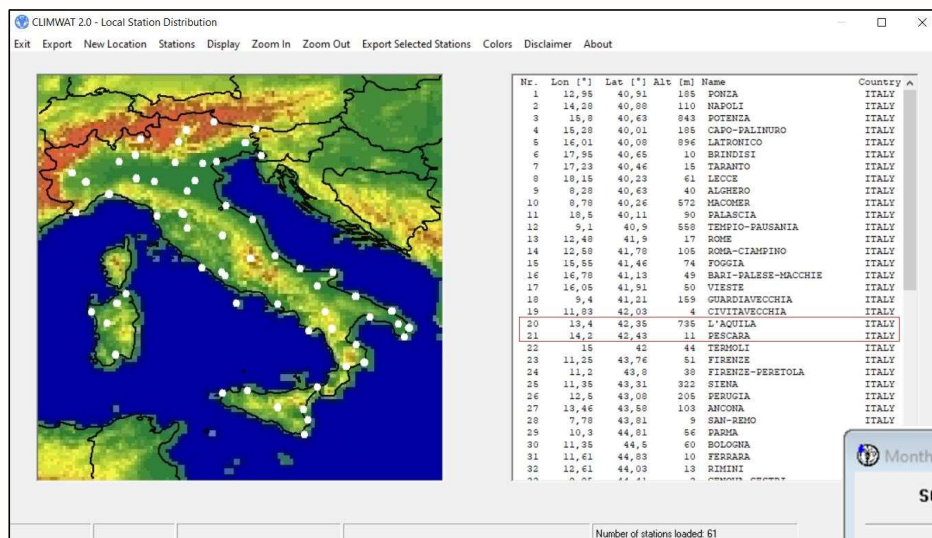 CLIMWAT 2.0 - Local Station Distribution
Exit Export New Location Stations Display Zoom In Zoom Out Export Selected Stations Colors Disclaimer About
Nr. Lon [°] Lat [°] Alt [m] Name Country
1 12,95 40,91 185 PONZA ITALY
2 14,28 40,88 110 NAPOLI ITALY
3 15,8 40,63 843 POTENZA ITALY
4 15,28 40,01 185 CAPO-PALINURO ITALY
5 16,01 40,08 896 LATRONICO ITALY
6 17,95 40,65 10 BRINDISI ITALY
7 17,23 40,46 15 TARANTO ITALY
8 18,15 40,23 61 LECCE ITALY
9 8,28 40,63 40 ALGHERO ITALY
10 8,78 40,26 572 MACOMER ITALY
11 18,5 40,11 90 PALASCIA ITALY
12 9,1 40,9 558 TEMPIO-PAUSANIA ITALY
13 12,48 41,9 17 ROME ITALY
14 12,58 41,78 105 ROMA-CIAMPINO ITALY
15 15,55 41,46 74 FOGGIA ITALY
16 16,78 41,13 49 BARI-PALESE-MACCHIE ITALY
17 16,05 41,91 50 VIESTE ITALY
18 9,4 41,21 159 GUARDIAVECCHIA ITALY
19 11,83 42,03 4 CIVITAVECCHIA ITALY
20 13,4 42,35 735 L'AQUILA ITALY
21 14,2 42,43 11 PESCARA ITALY
22 15 42 44 TERMOLI ITALY
23 11,25 43,76 51 FIRENZE ITALY
24 11,2 43,8 38 FIRENZE-PERETOLA ITALY
25 11,35 43,31 322 SIENA ITALY
26 12,5 43,08 205 PERUGIA ITALY
27 13,46 43,58 103 ANCONA ITALY
28 7,78 43,81 9 SAN-REMO ITALY
29 10,3 44,81 56 PARMA ITALY
30 11,35 44,5 60 BOLOGNA ITALY
31 11,61 44,83 10 FERRARA ITALY
32 12,61 44,03 13 RIMINI ITALY
Month
Number of stations loaded: 61